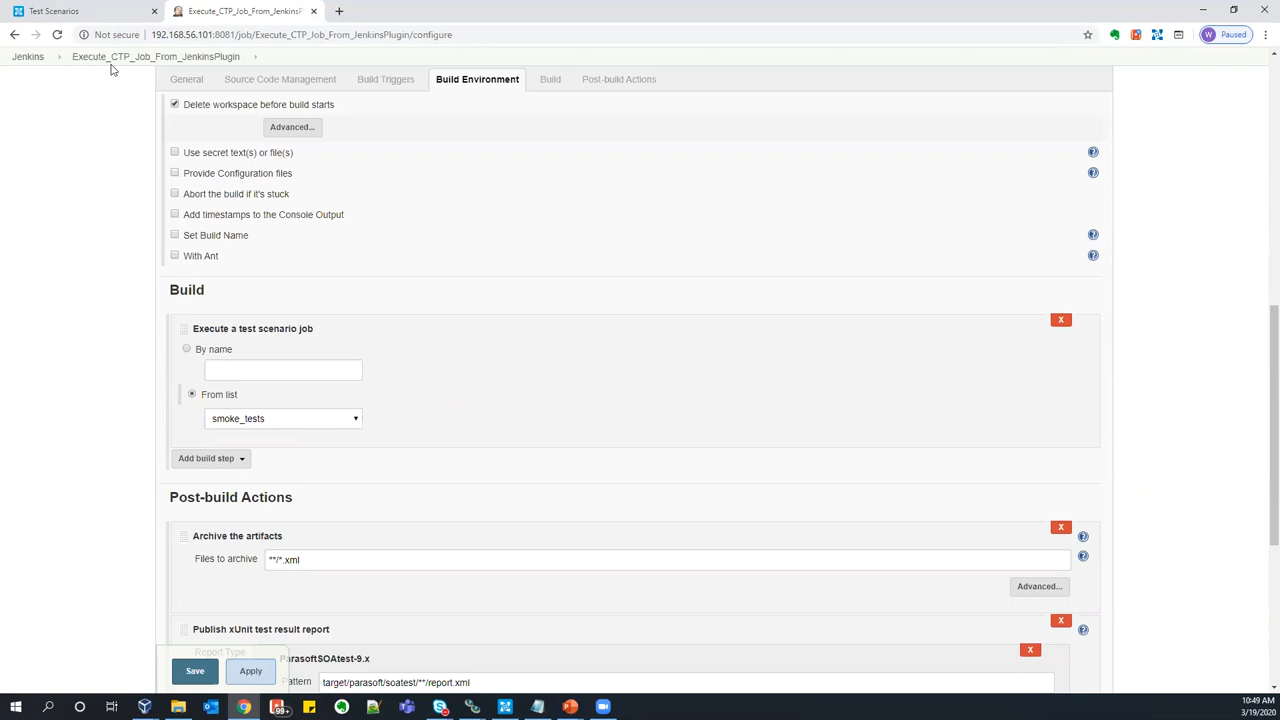 Test Scenarios
Execute_CTP_Job_From_JenkinsPl
Not secure
192.168.56.101:8081/job/Execute_CTP_Job_From_JenkinsPlugin/configure
W
Paused
Jenkins
Execute_CTP_Job_From_JenkinsPlugin
General
Source Code Management
Build Triggers
Build Environment
Build
Post-build Actions
Delete workspace before build starts
Advanced...
Use secret text(s) or file(s)
Provide Configuration files
Abort the build if it's stuck
Add timestamps to the Console Output
Set Build Name
With Ant
Build
Execute a test scenario job
X
By name
From list
smoke_tests
Add build step
Post-build Actions
X
Archive the artifacts
Files to archive
**/*.xml
Advanced...
X
Publish xUnit test result report
Report Type
X
ParasoftSOAtest-9.x
Save
Apply
Pattern
target/parasoft/soatest/**/report.xml
99+
10:49 AM
3/19/2020